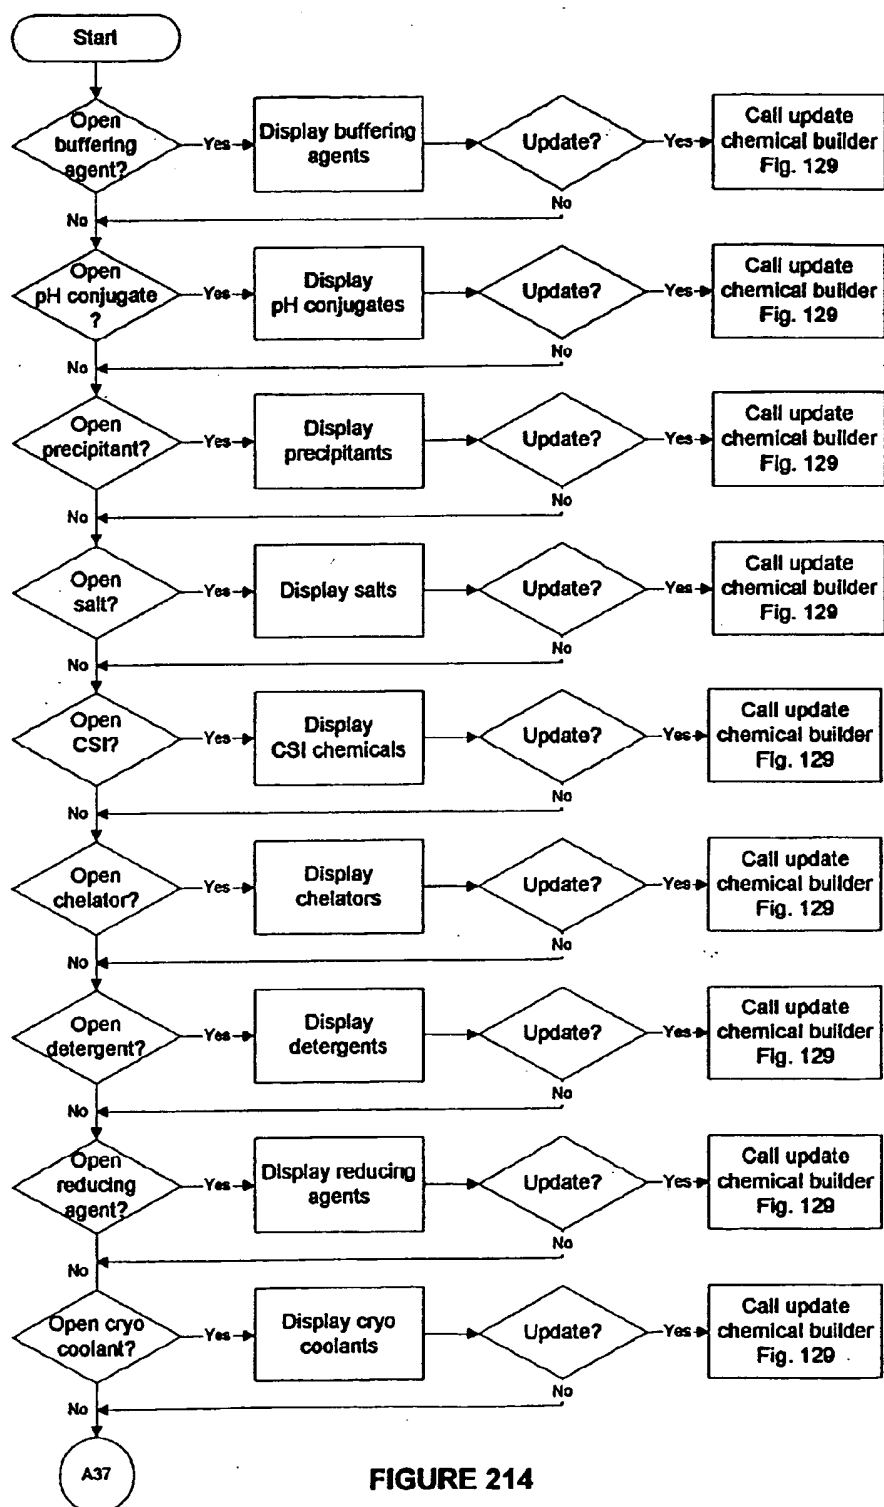 Start
Open
buffering
agent?
Yes
Display buffering
agents
Update?
Yes
Call update
chemical builder
Fig. 129
No
No
Open
pH conjugate
?
Yes
Display
pH conjugates
Update?
Yes
Call update
chemical builder
Fig. 129
No
No
Open
precipitant?
Yes
Display
precipitants
Update?
Yes
Call update
chemical builder
Fig. 129
No
No
Open
salt?
Yes
Display salts
Update?
Yes
Call update
chemical builder
Fig. 129
No
No
Open
CSI?
Yes
Display
CSI chemicals
Update?
Yes
Call update
chemical builder
Fig. 129
No
No
Open
chelator?
Yes
Display
chelators
Update?
Yes
Call update
chemical builder
Fig. 129
No
No
Open
detergent?
Yes
Display
detergents
Update?
Yes
Call update
chemical builder
Fig. 129
No
No
Open
reducing
agent?
Yes
Display reducing
agents
Update?
Yes
Call update
chemical builder
Fig. 129
No
No
Open cryo
coolant?
Yes
Display cryo
coolants
Update?
Yes
Call update
chemical builder
Fig. 129
No
No
A37
FIGURE 214